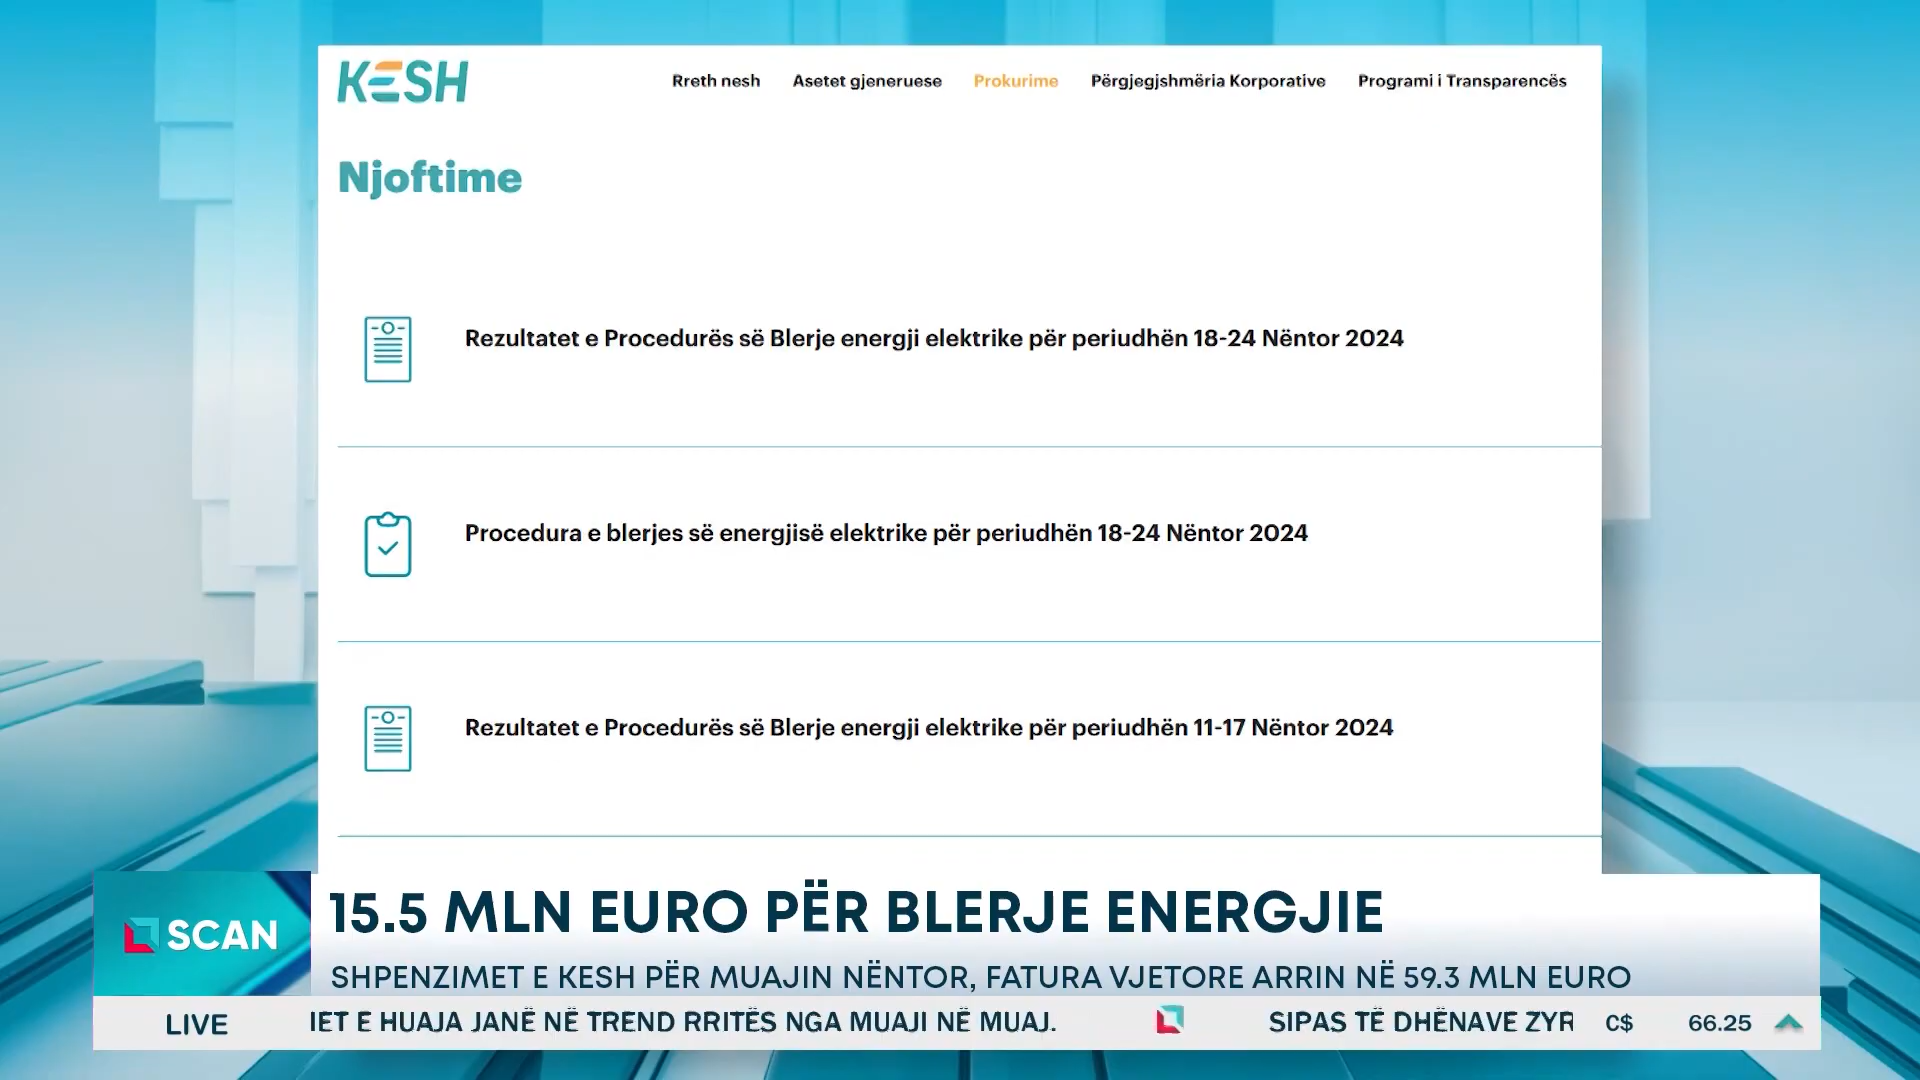 KESH
Rreth nesh Asetet gjeneruese Prokurime Përgjegjshmëria Korporative Programi i Transparencës
Njoftime
Rezultatet e Procedurës së Blerje energji elektrike për periudhën 18-24 Nëntor 2024
Procedura e blerjes së energjisë elektrike për periudhën 18-24 Nëntor 2024
Rezultatet e Procedurës së Blerje energji elektrike për periudhën 11-17 Nëntor 2024
SCAN
15.5 MLN EURO PËR BLERJE ENERGJIE
SHPENZIMET E KESH PËR MUAJIN NËNTOR, FATURA VJETORE ARRIN NË 59.3 MLN EURO
LIVE IET E HUAJA JANË NË TREND RRITËS NGA MUAJI NË MUAJ. SIPAS TË DHËNAVE ZYR C$ 66.25